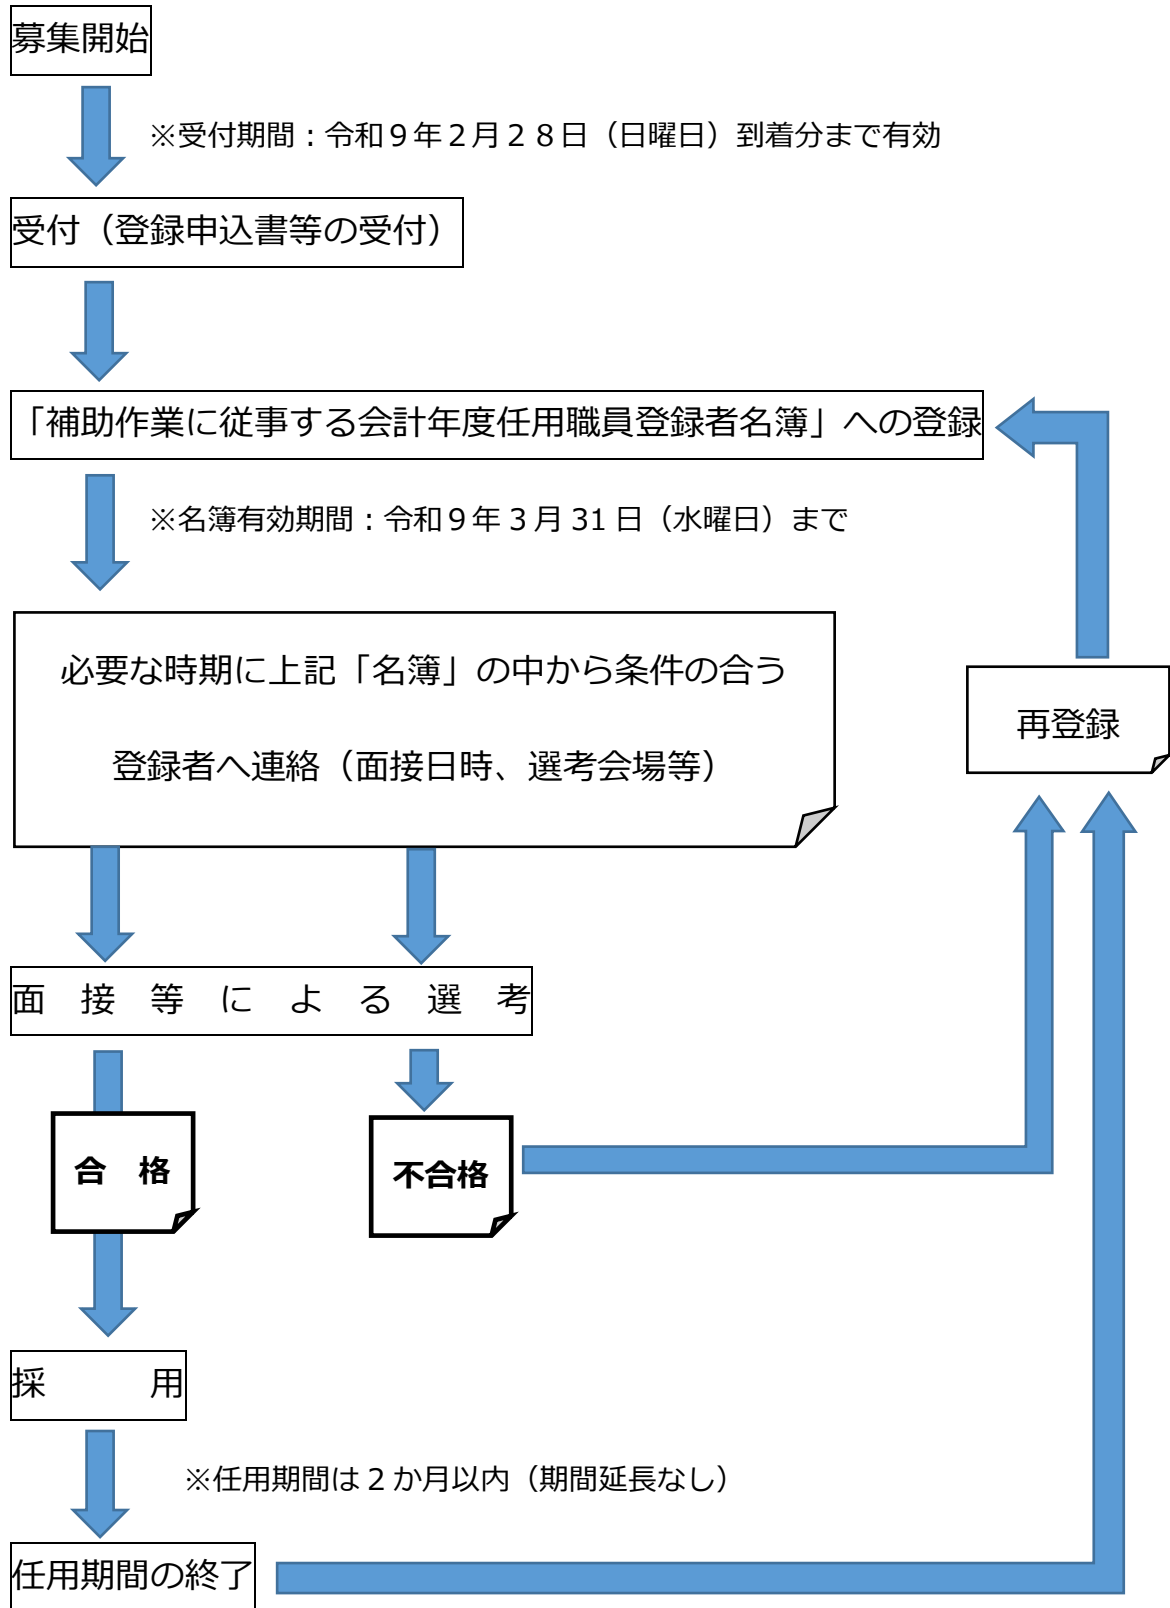 募集開始
※受付期間：令和９年２月２８日（日曜日）到着分まで有効
受付（登録申込書等の受付）
「補助作業に従事する会計年度任用職員登録者名簿」への登録
※名簿有効期間：令和９年３月 31 日（水曜日）まで
必要な時期に上記「名簿」の中から条件の合う
登録者へ連絡（面接日時、選考会場等）
再登録
面　接　等　に　よ　る　選　考
合　格
不合格
採　　　用
※任用期間は２か月以内（期間延長なし）
任用期間の終了